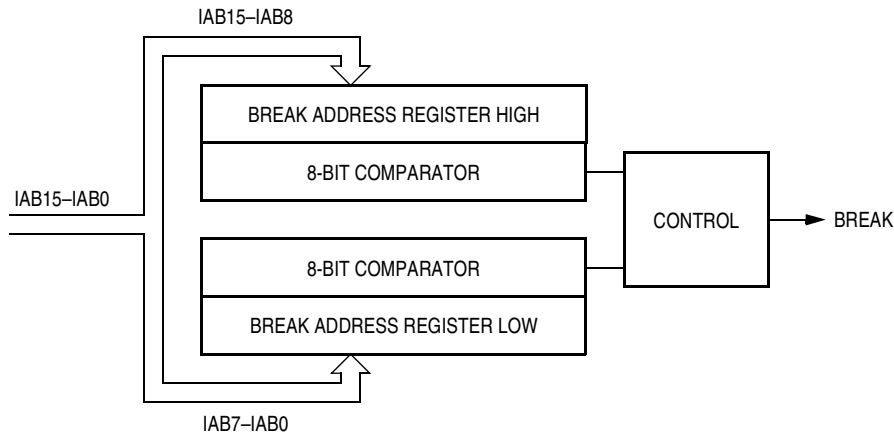 IAB15–IAB8
BREAK ADDRESS REGISTER HIGH
8-BIT COMPARATOR
IAB15–IAB0
CONTROL
BREAK
8-BIT COMPARATOR
BREAK ADDRESS REGISTER LOW
IAB7–IAB0